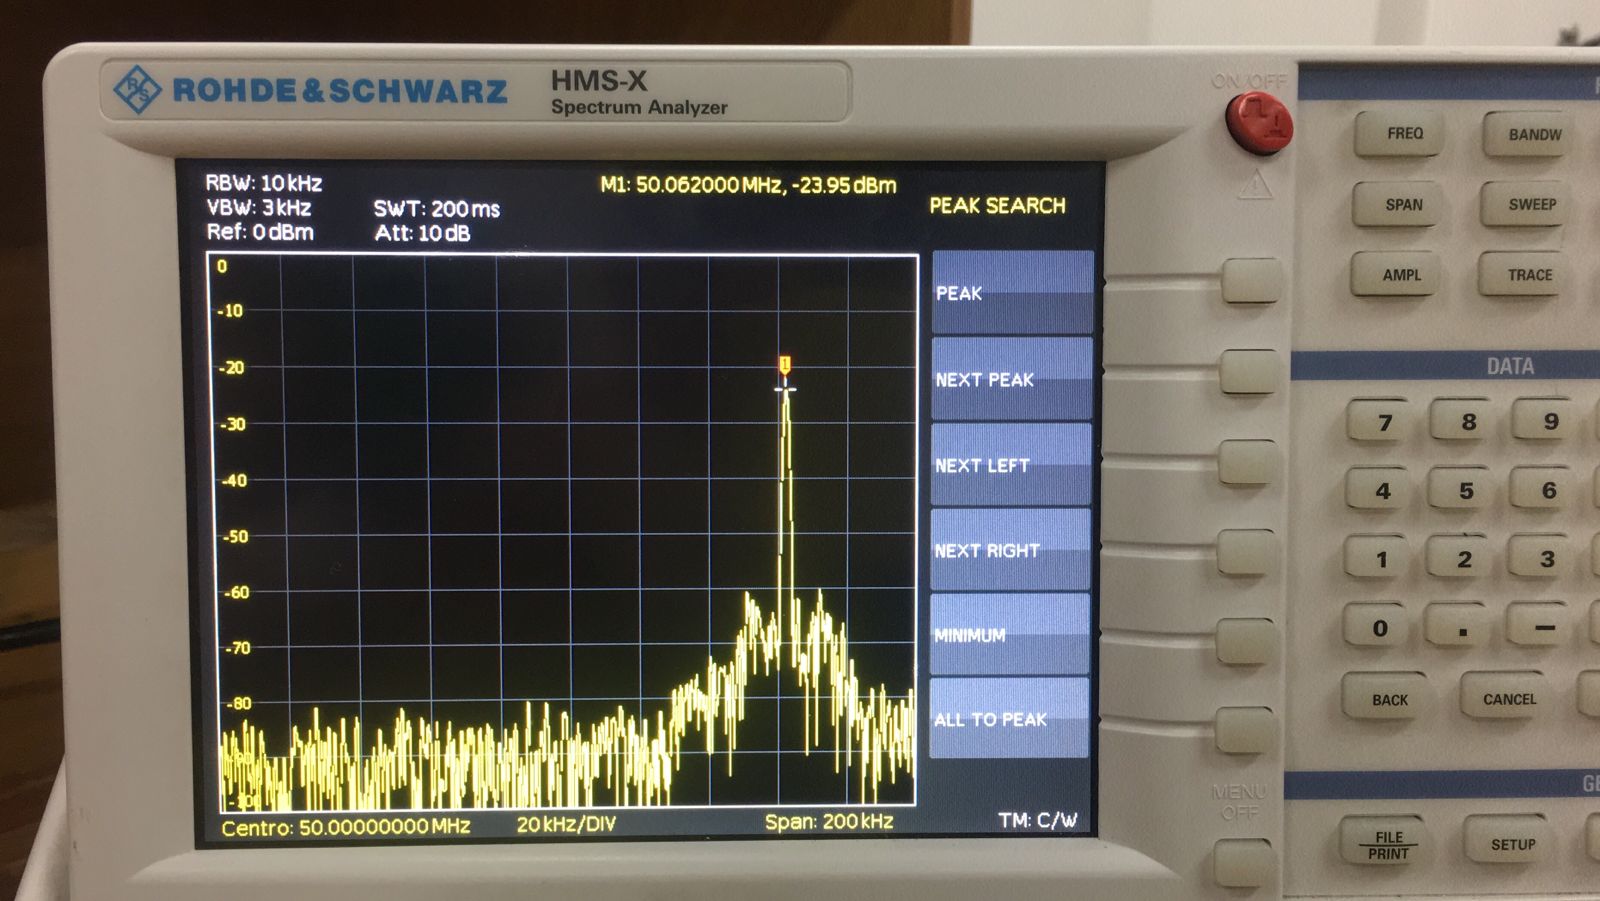 R&S ROHDE&SCHWARZ
HMS-X
Spectrum Analyzer
ON/OFF
RBW: 10 kHz
VBW: 3 kHz
SWT: 200 ms
Ref: 0 dBm
Att: 10 dB
M1: 50.062000 MHz, -23.95 dBm
PEAK SEARCH
0
-10
-20
-30
-40
-50
-60
-70
-80
-90
-100
1
PEAK
NEXT PEAK
NEXT LEFT
NEXT RIGHT
MINIMUM
ALL TO PEAK
Centro: 50.00000000 MHz
20 kHz/DIV
Span: 200 kHz
TM: C/W
FREQ
BANDW
SPAN
SWEEP
AMPL
TRACE
DATA
7 8 9
4 5 6
1 2 3
0 . −
BACK
CANCEL
MENU
OFF
FILE
PRINT
SETUP